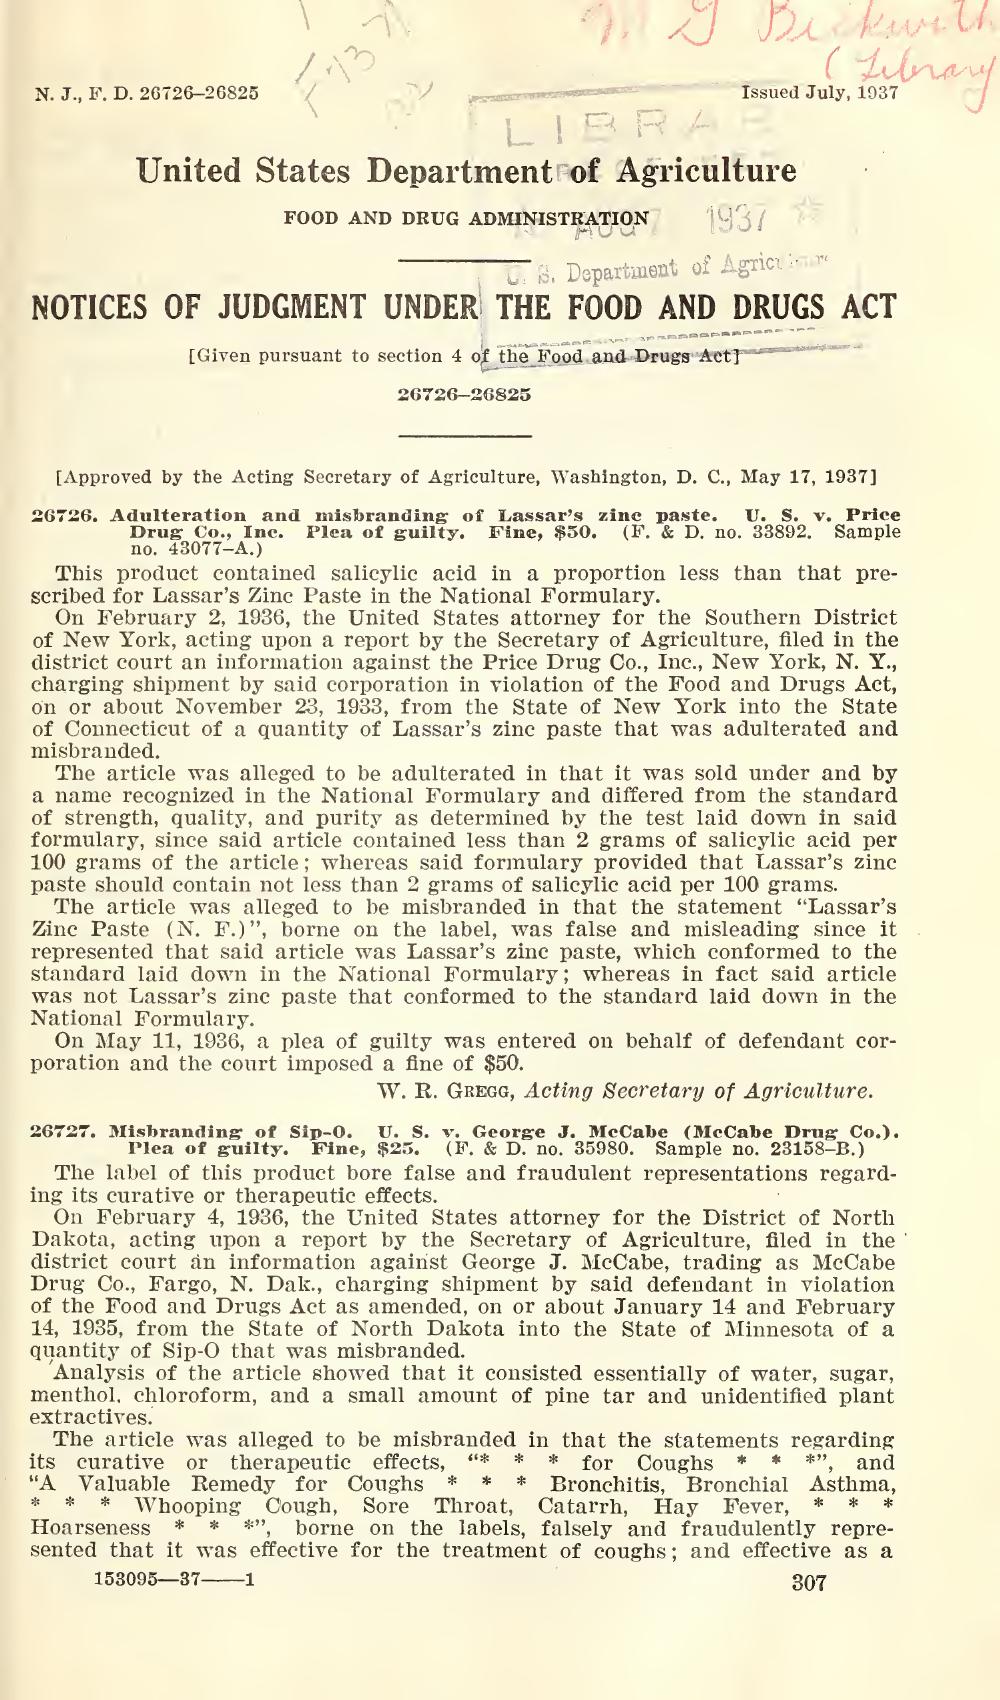 M. G Beckwith
(Library
N. J., F. D. 26726–26825
Issued July, 1937
LIBRA
United States Department of Agriculture
FOOD AND DRUG ADMINISTRATION
AUG 7 1937 ☆
U. S. Department of Agriculture
NOTICES OF JUDGMENT UNDER THE FOOD AND DRUGS ACT
[Given pursuant to section 4 of the Food and Drugs Act]
26726–26825
[Approved by the Acting Secretary of Agriculture, Washington, D. C., May 17, 1937]
26726. Adulteration and misbranding of Lassar's zinc paste. U. S. v. Price
Drug Co., Inc. Plea of guilty. Fine, $50. (F. & D. no. 33892. Sample
no. 43077–A.)
This product contained salicylic acid in a proportion less than that pre-
scribed for Lassar's Zinc Paste in the National Formulary.
On February 2, 1936, the United States attorney for the Southern District
of New York, acting upon a report by the Secretary of Agriculture, filed in the
district court an information against the Price Drug Co., Inc., New York, N. Y.,
charging shipment by said corporation in violation of the Food and Drugs Act,
on or about November 23, 1933, from the State of New York into the State
of Connecticut of a quantity of Lassar's zinc paste that was adulterated and
misbranded.
The article was alleged to be adulterated in that it was sold under and by
a name recognized in the National Formulary and differed from the standard
of strength, quality, and purity as determined by the test laid down in said
formulary, since said article contained less than 2 grams of salicylic acid per
100 grams of the article; whereas said formulary provided that Lassar's zinc
paste should contain not less than 2 grams of salicylic acid per 100 grams.
The article was alleged to be misbranded in that the statement "Lassar's
Zinc Paste (N. F.)", borne on the label, was false and misleading since it
represented that said article was Lassar's zinc paste, which conformed to the
standard laid down in the National Formulary; whereas in fact said article
was not Lassar's zinc paste that conformed to the standard laid down in the
National Formulary.
On May 11, 1936, a plea of guilty was entered on behalf of defendant cor-
poration and the court imposed a fine of $50.
W. R. GREGG, Acting Secretary of Agriculture.
26727. Misbranding of Sip-O. U. S. v. George J. McCabe (McCabe Drug Co.).
Plea of guilty. Fine, $25. (F. & D. no. 35980. Sample no. 23158–B.)
The label of this product bore false and fraudulent representations regard-
ing its curative or therapeutic effects.
On February 4, 1936, the United States attorney for the District of North
Dakota, acting upon a report by the Secretary of Agriculture, filed in the
district court an information against George J. McCabe, trading as McCabe
Drug Co., Fargo, N. Dak., charging shipment by said defendant in violation
of the Food and Drugs Act as amended, on or about January 14 and February
14, 1935, from the State of North Dakota into the State of Minnesota of a
quantity of Sip-O that was misbranded.
Analysis of the article showed that it consisted essentially of water, sugar,
menthol, chloroform, and a small amount of pine tar and unidentified plant
extractives.
The article was alleged to be misbranded in that the statements regarding
its curative or therapeutic effects, "* * * for Coughs * * *", and
"A Valuable Remedy for Coughs * * * Bronchitis, Bronchial Asthma,
* * * Whooping Cough, Sore Throat, Catarrh, Hay Fever, * * *
Hoarseness * * *", borne on the labels, falsely and fraudulently repre-
sented that it was effective for the treatment of coughs; and effective as a
153095—37——1
307